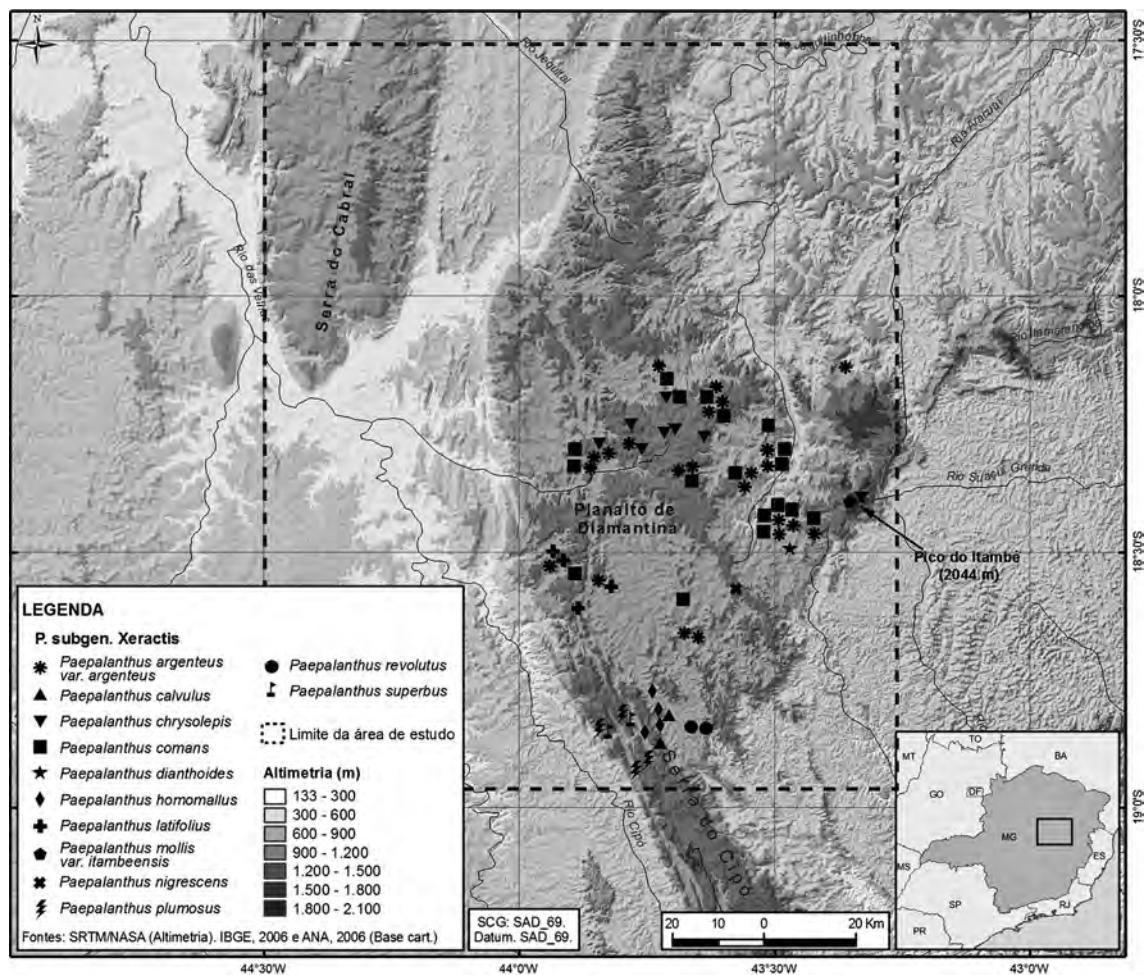 N
44°30'W
44°0'W
43°30'W
43°0'W
17°30'S
18°0'S
18°30'S
19°0'S
Rio Jequitaí
Rio Jequitinhonha
Rio Araçuaí
Serra do Cabral
Rio das Velhas
Rio Itamarandiba
Rio Suaçuí Grande
Planalto de
Diamantina
Pico do Itambé
(2044 m)
Serra do Cipó
Rio Cipó
LEGENDA
P. subgen. Xeractis
Paepalanthus argenteus
var. argenteus
Paepalanthus calvulus
Paepalanthus chrysolepis
Paepalanthus comans
Paepalanthus dianthoides
Paepalanthus homomallus
Paepalanthus latifolius
Paepalanthus mollis
var. itambeensis
Paepalanthus nigrescens
Paepalanthus plumosus
Paepalanthus revolutus
Paepalanthus superbus
Limite da área de estudo
Altimetria (m)
133 - 300
300 - 600
600 - 900
900 - 1.200
1.200 - 1.500
1.500 - 1.800
1.800 - 2.100
Fontes: SRTM/NASA (Altimetria). IBGE, 2006 e ANA, 2006 (Base cart.)
SCG: SAD_69.
Datum. SAD_69.
20 10 0 20 Km
MT
TO
BA
GO
DF
MG
ES
MS
SP
RJ
PR